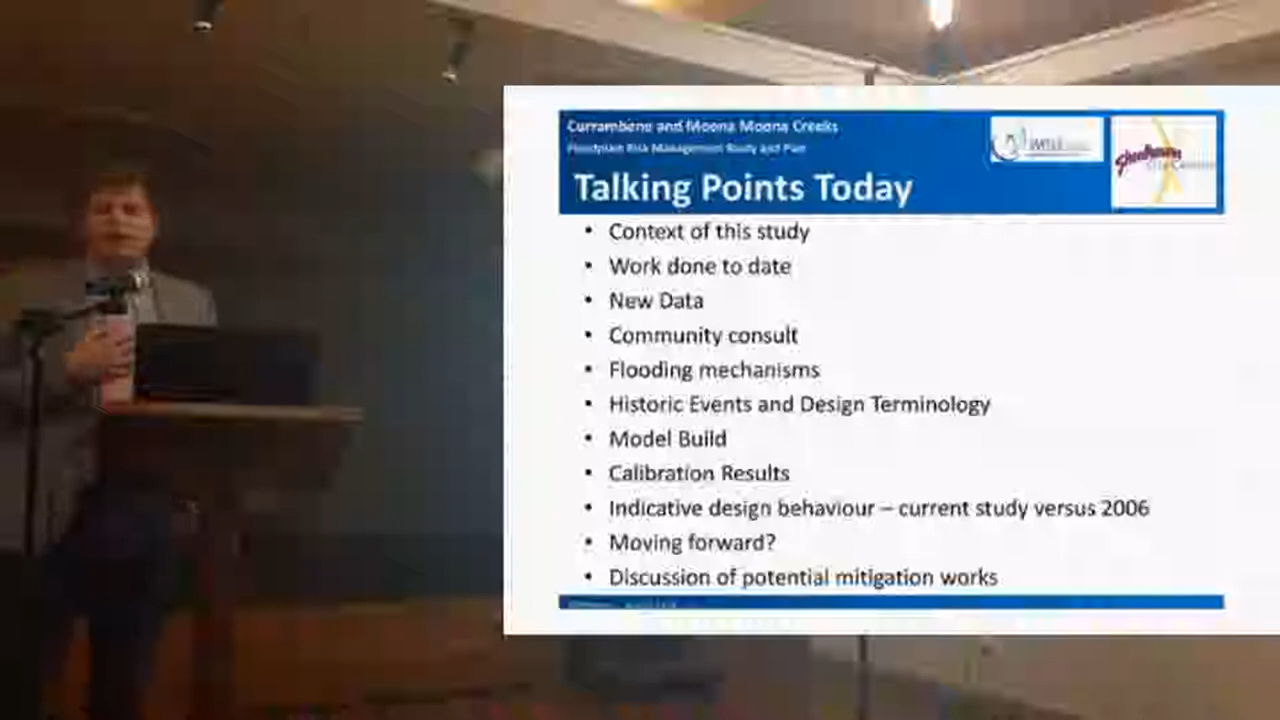 Currambene and Moona Moona Creeks
Floodplain Risk Management Study and Plan
Talking Points Today
• Context of this study
• Work done to date
• New Data
• Community consult
• Flooding mechanisms
• Historic Events and Design Terminology
• Model Build
• Calibration Results
• Indicative design behaviour – current study versus 2006
• Moving forward?
• Discussion of potential mitigation works